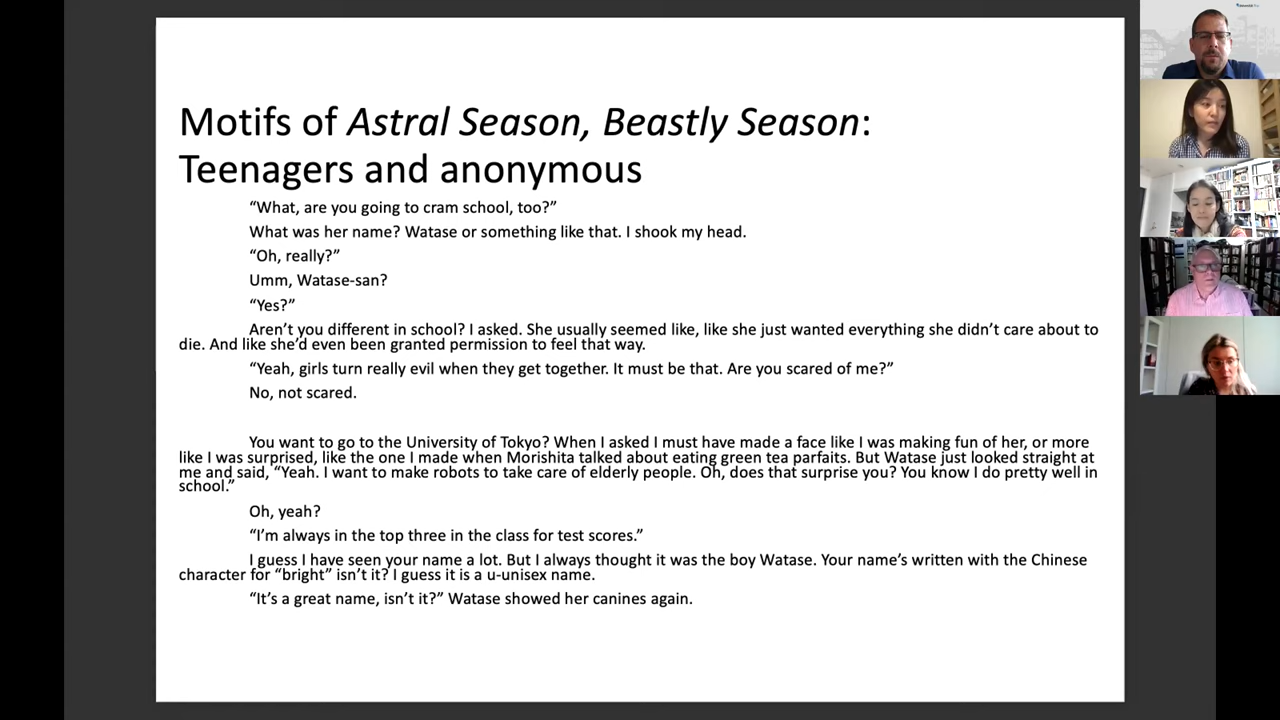 Motifs of Astral Season, Beastly Season:
Teenagers and anonymous
“What, are you going to cram school, too?”
What was her name? Watase or something like that. I shook my head.
“Oh, really?”
Umm, Watase-san?
“Yes?”
Aren’t you different in school? I asked. She usually seemed like, like she just wanted everything she didn’t care about to
die. And like she’d even been granted permission to feel that way.
“Yeah, girls turn really evil when they get together. It must be that. Are you scared of me?”
No, not scared.
You want to go to the University of Tokyo? When I asked I must have made a face like I was making fun of her, or more
like I was surprised, like the one I made when Morishita talked about eating green tea parfaits. But Watase just looked straight at
me and said, “Yeah. I want to make robots to take care of elderly people. Oh, does that surprise you? You know I do pretty well in
school.”
Oh, yeah?
“I’m always in the top three in the class for test scores.”
I guess I have seen your name a lot. But I always thought it was the boy Watase. Your name’s written with the Chinese
character for “bright” isn’t it? I guess it is a u-unisex name.
“It’s a great name, isn’t it?” Watase showed her canines again.